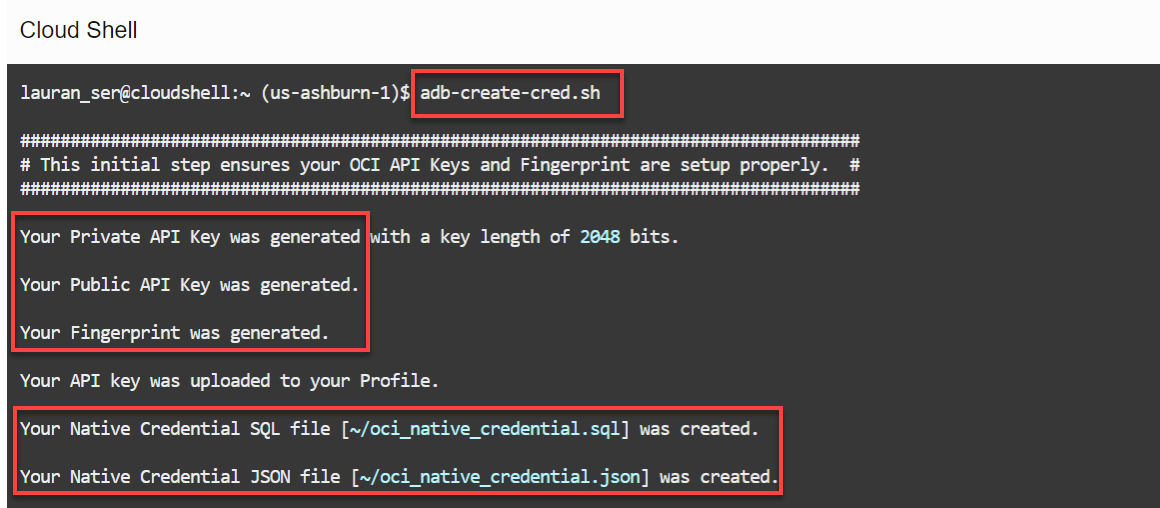 Cloud Shell
lauran_ser@cloudshell:~ (us-ashburn-1)$ adb-create-cred.sh
####################################################################################
# This initial step ensures your OCI API Keys and Fingerprint are setup properly.  #
####################################################################################
Your Private API Key was generated with a key length of 2048 bits.
Your Public API Key was generated.
Your Fingerprint was generated.
Your API key was uploaded to your Profile.
Your Native Credential SQL file [~/oci_native_credential.sql] was created.
Your Native Credential JSON file [~/oci_native_credential.json] was created.